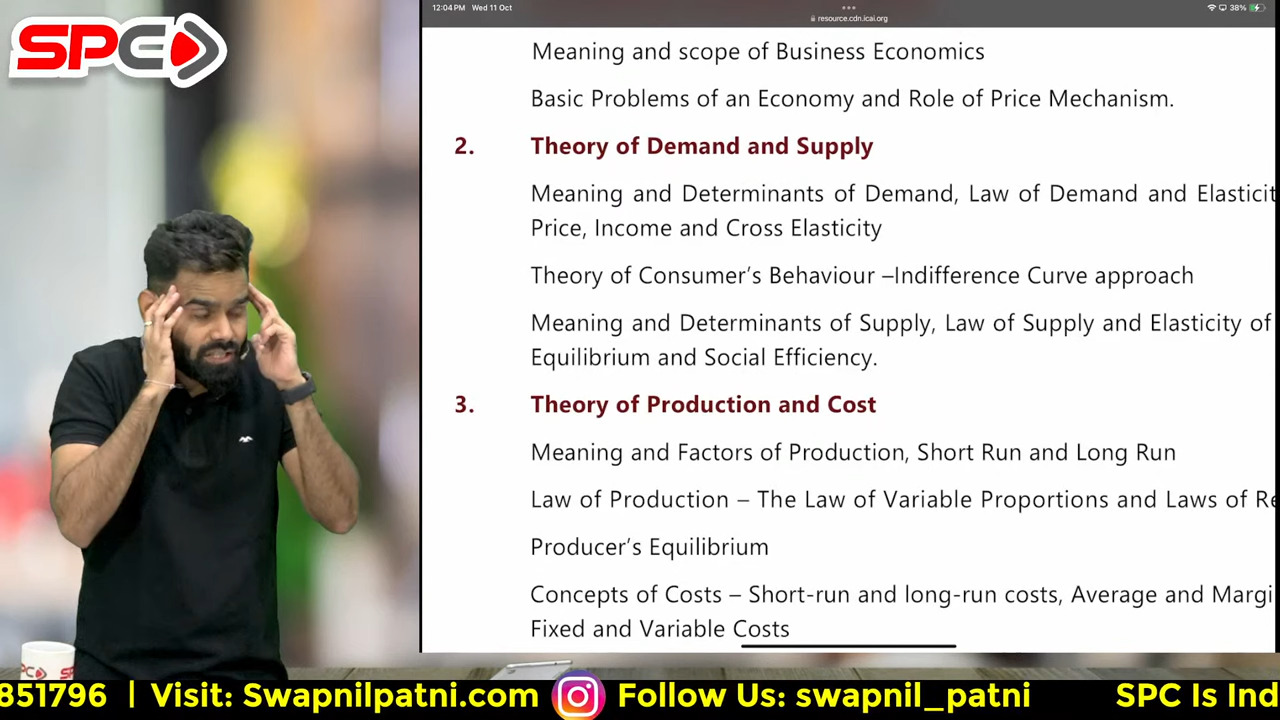 SPC
12:04 PM Wed 11 Oct
38%
resource.cdn.icai.org
Meaning and scope of Business Economics
Basic Problems of an Economy and Role of Price Mechanism.
2. Theory of Demand and Supply
Meaning and Determinants of Demand, Law of Demand and Elasticit
Price, Income and Cross Elasticity
Theory of Consumer’s Behaviour –Indifference Curve approach
Meaning and Determinants of Supply, Law of Supply and Elasticity of
Equilibrium and Social Efficiency.
3. Theory of Production and Cost
Meaning and Factors of Production, Short Run and Long Run
Law of Production – The Law of Variable Proportions and Laws of Re
Producer’s Equilibrium
Concepts of Costs – Short-run and long-run costs, Average and Margi
Fixed and Variable Costs
851796 | Visit: Swapnilpatni.com Follow Us: swapnil_patni SPC Is Ind